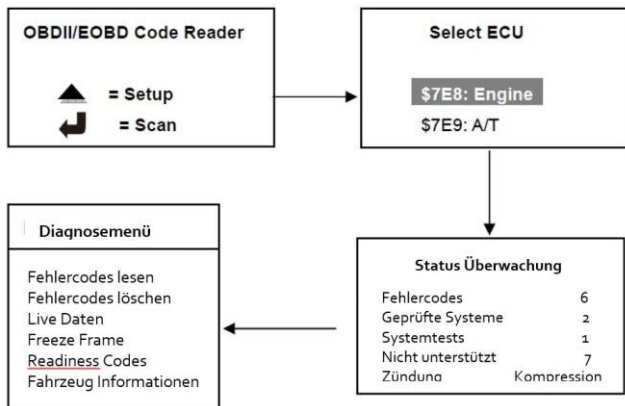 OBDII/EOBD Code Reader
= Setup
= Scan
Select ECU
$7E8: Engine
$7E9: A/T
Status Überwachung
Fehlercodes 6
Geprüfte Systeme 2
Systemtests 1
Nicht unterstützt 7
Zündung Kompression
Diagnosemenü
Fehlercodes lesen
Fehlercodes löschen
Live Daten
Freeze Frame
Readiness Codes
Fahrzeug Informationen